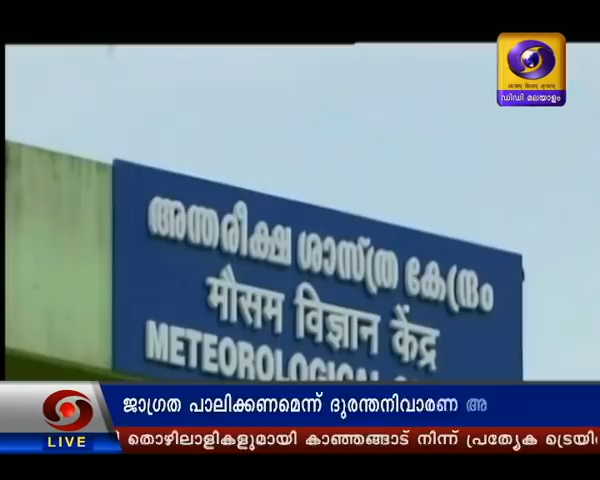 ഡിഡി മലയാളം
അന്തരീക്ഷ ശാസ്ത്ര കേന്ദ്രം
मौसम विज्ञान केंद्र
METEOROLOGICAL
ജാഗ്രത പാലിക്കണമെന്ന് ദുരന്തനിവാരണ അ
LIVE
തൊഴിലാളികളുമായി കാഞ്ഞങ്ങാട് നിന്ന് പ്രത്യേക ട്രെയി